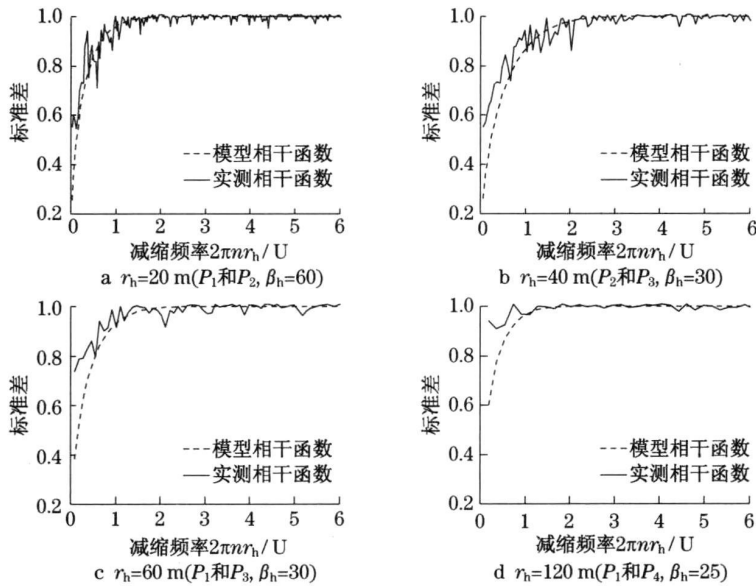 1.0
0.8
0.6
0.4
0.2
标准差
模型相干函数
实测相干函数
0 1 2 3 4 5 6
减缩频率2πnrh / U
a rh=20 m(P1和P2, βh=60)
1.0
0.8
0.6
0.4
0.2
标准差
模型相干函数
实测相干函数
0 1 2 3 4 5 6
减缩频率2πnrh / U
b rh=40 m(P2和P3, βh=30)
1.0
0.8
0.6
0.4
0.2
标准差
模型相干函数
实测相干函数
0 1 2 3 4 5 6
减缩频率2πnrh / U
c rh=60 m(P1和P3, βh=30)
1.0
0.8
0.6
0.4
0.2
标准差
模型相干函数
实测相干函数
0 1 2 3 4 5 6
减缩频率2πnrh / U
d rh=120 m(P1和P4, βh=25)